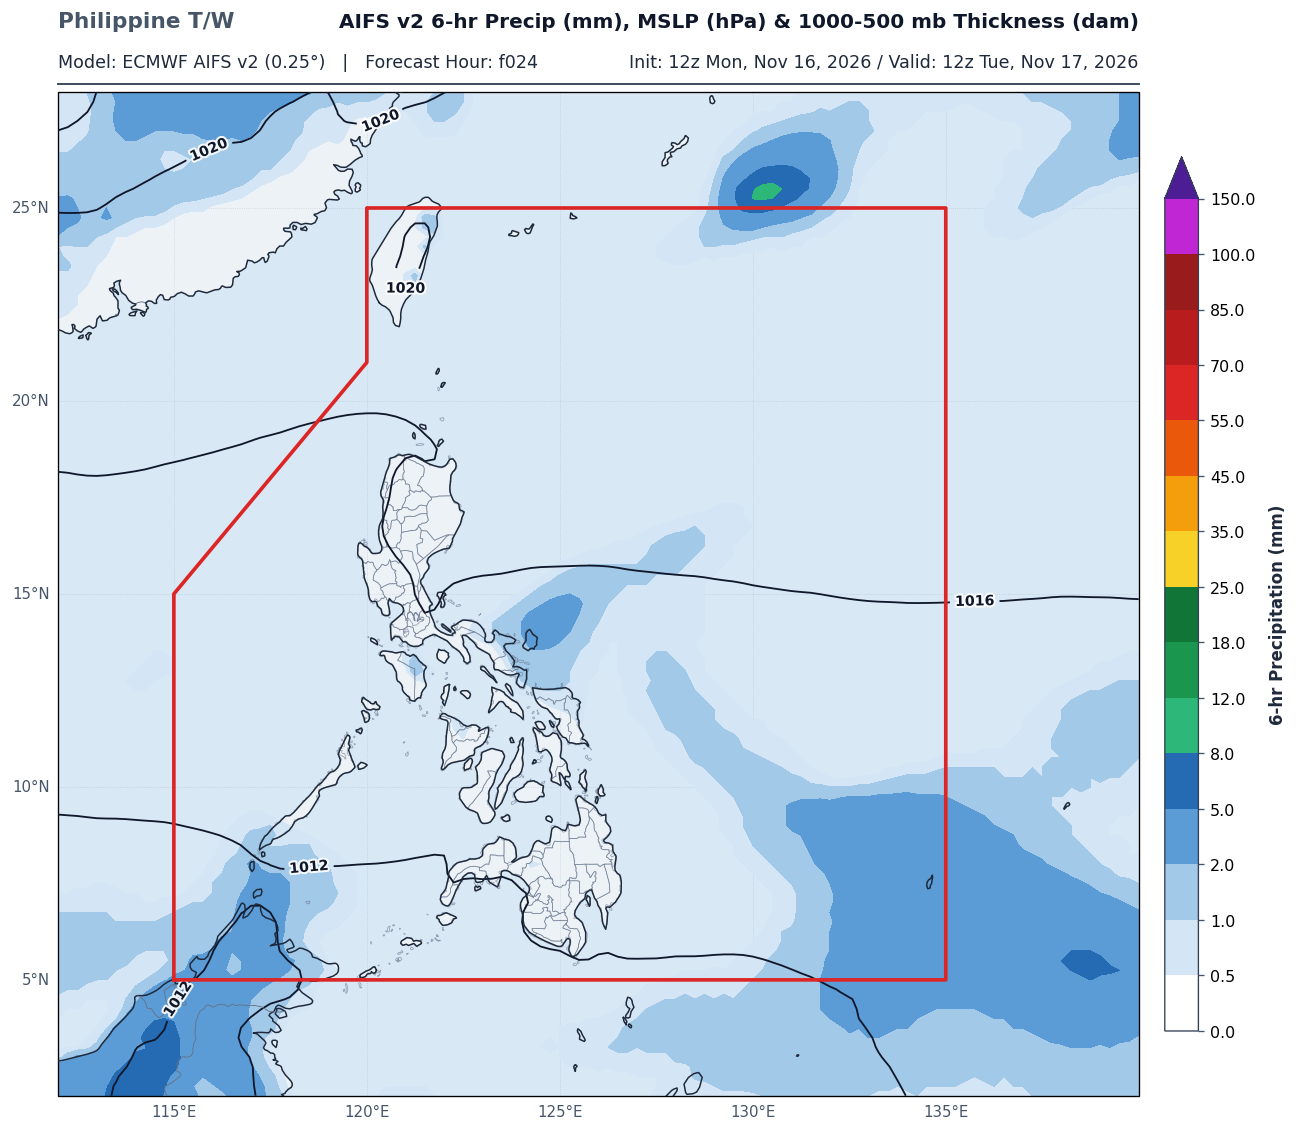 Philippine T/W
AIFS v2 6-hr Precip (mm), MSLP (hPa) & 1000-500 mb Thickness (dam)
Model: ECMWF AIFS v2 (0.25°) | Forecast Hour: f024
Init: 12z Mon, Nov 16, 2026 / Valid: 12z Tue, Nov 17, 2026
1020
1020
25°N
1020
20°N
15°N
1016
10°N
1012
5°N
1012
115°E
120°E
125°E
130°E
135°E
150.0
100.0
85.0
70.0
55.0
45.0
35.0
25.0
18.0
12.0
8.0
5.0
2.0
1.0
0.5
0.0
6-hr Precipitation (mm)